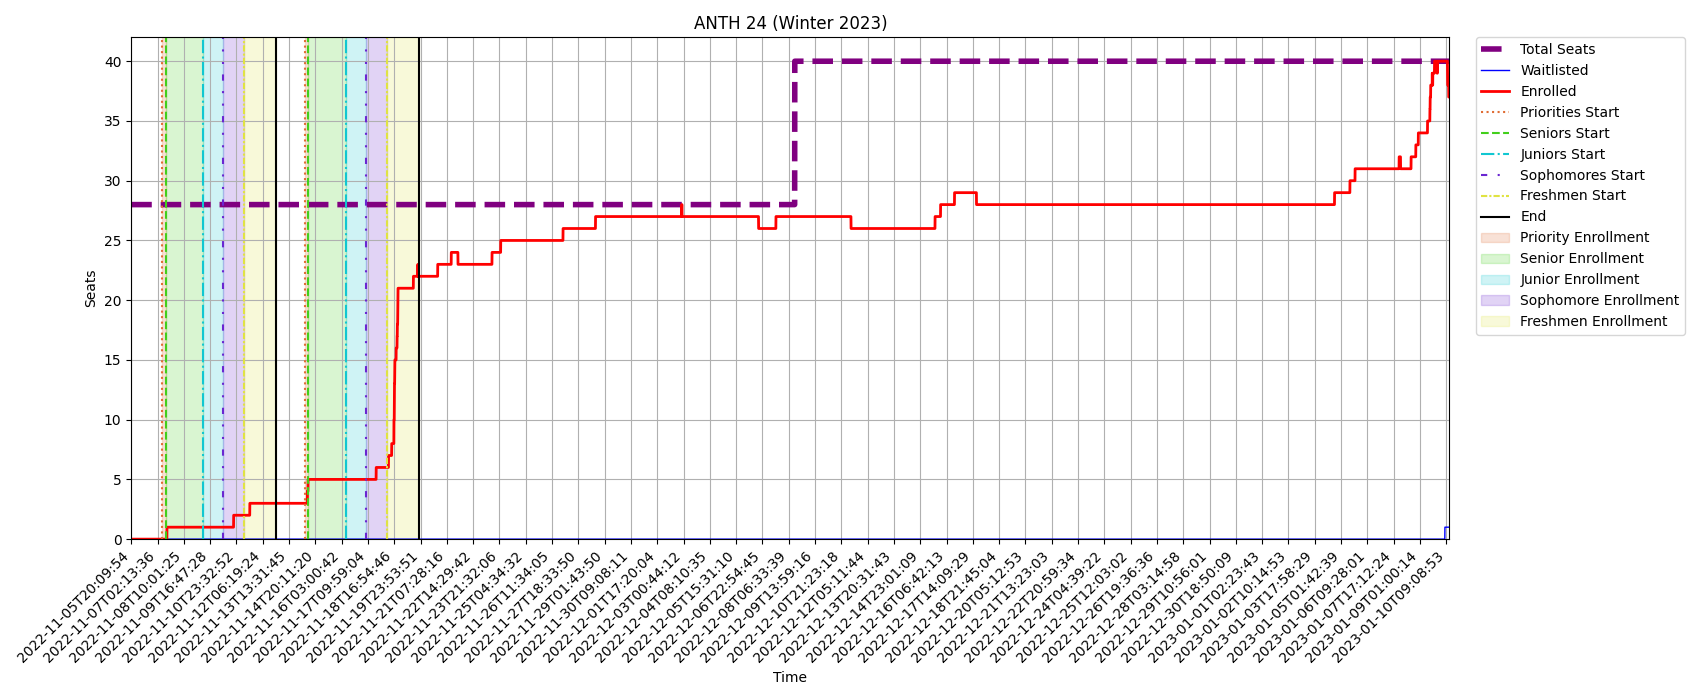 ANTH 24 (Winter 2023)
Seats
40
35
30
25
20
15
10
5
0
2022-11-05T20:09:54
2022-11-07T02:13:36
2022-11-08T10:01:25
2022-11-09T16:47:28
2022-11-10T23:32:52
2022-11-12T06:19:24
2022-11-13T13:31:45
2022-11-14T20:11:20
2022-11-16T03:00:42
2022-11-17T09:59:04
2022-11-18T16:54:46
2022-11-19T23:53:51
2022-11-21T07:28:16
2022-11-22T14:29:42
2022-11-23T21:32:06
2022-11-25T04:34:32
2022-11-26T11:34:05
2022-11-27T18:33:50
2022-11-29T01:43:50
2022-11-30T09:08:11
2022-12-01T17:20:04
2022-12-03T00:44:12
2022-12-04T08:10:35
2022-12-05T15:31:10
2022-12-06T22:54:45
2022-12-08T06:33:39
2022-12-09T13:59:16
2022-12-10T21:23:18
2022-12-12T05:11:44
2022-12-13T20:31:43
2022-12-14T23:01:09
2022-12-16T06:42:13
2022-12-17T14:09:29
2022-12-18T21:45:04
2022-12-20T05:12:53
2022-12-21T13:23:03
2022-12-22T20:59:34
2022-12-24T04:39:22
2022-12-25T12:03:02
2022-12-26T19:36:36
2022-12-28T03:14:58
2022-12-29T10:56:01
2022-12-30T18:50:09
2023-01-01T02:23:43
2023-01-02T10:14:53
2023-01-03T17:58:29
2023-01-05T01:42:39
2023-01-06T09:28:01
2023-01-07T17:12:24
2023-01-09T01:00:14
2023-01-10T09:08:53
Time
Total Seats
Waitlisted
Enrolled
Priorities Start
Seniors Start
Juniors Start
Sophomores Start
Freshmen Start
End
Priority Enrollment
Senior Enrollment
Junior Enrollment
Sophomore Enrollment
Freshmen Enrollment